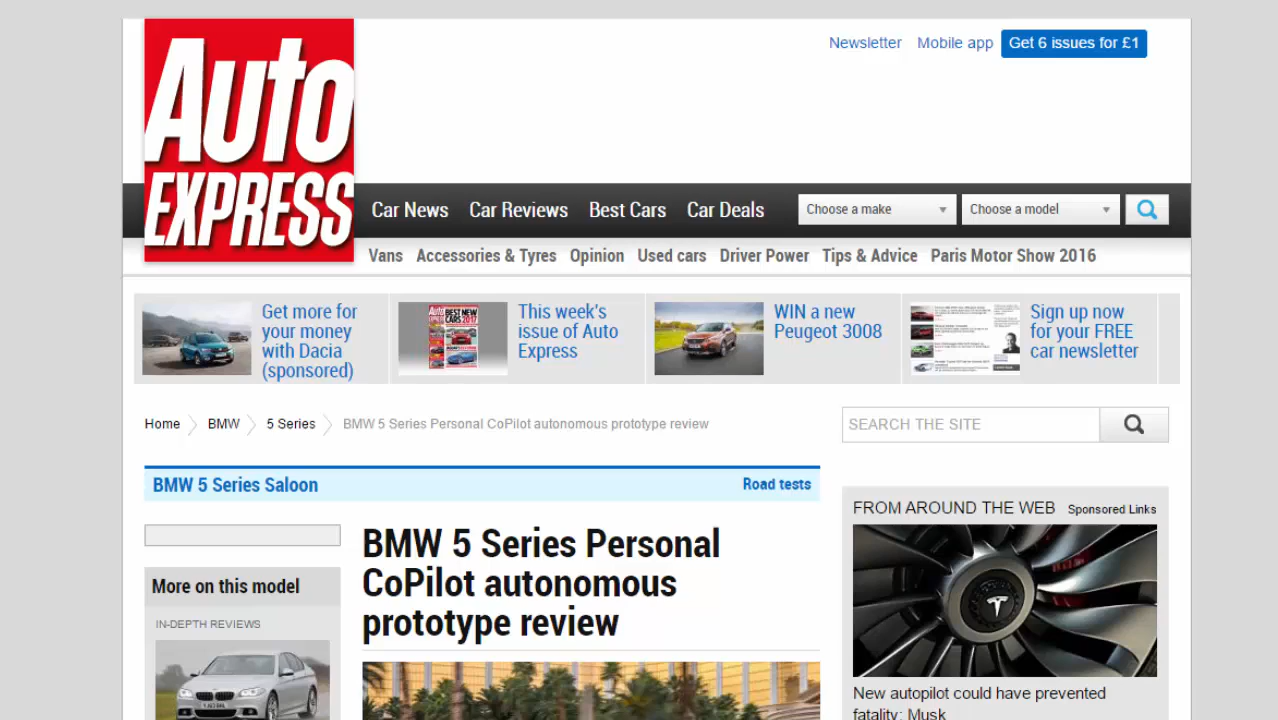 Auto
EXPRESS
Newsletter Mobile app Get 6 issues for £1
Car News Car Reviews Best Cars Car Deals Choose a make Choose a model
Vans Accessories & Tyres Opinion Used cars Driver Power Tips & Advice Paris Motor Show 2016
Get more for
your money
with Dacia
(sponsored)
This week's
issue of Auto
Express
WIN a new
Peugeot 3008
Sign up now
for your FREE
car newsletter
Home BMW 5 Series BMW 5 Series Personal CoPilot autonomous prototype review
SEARCH THE SITE
BMW 5 Series Saloon Road tests
BMW 5 Series Personal
CoPilot autonomous
prototype review
More on this model
IN-DEPTH REVIEWS
FROM AROUND THE WEB Sponsored Links
New autopilot could have prevented
fatality: Musk